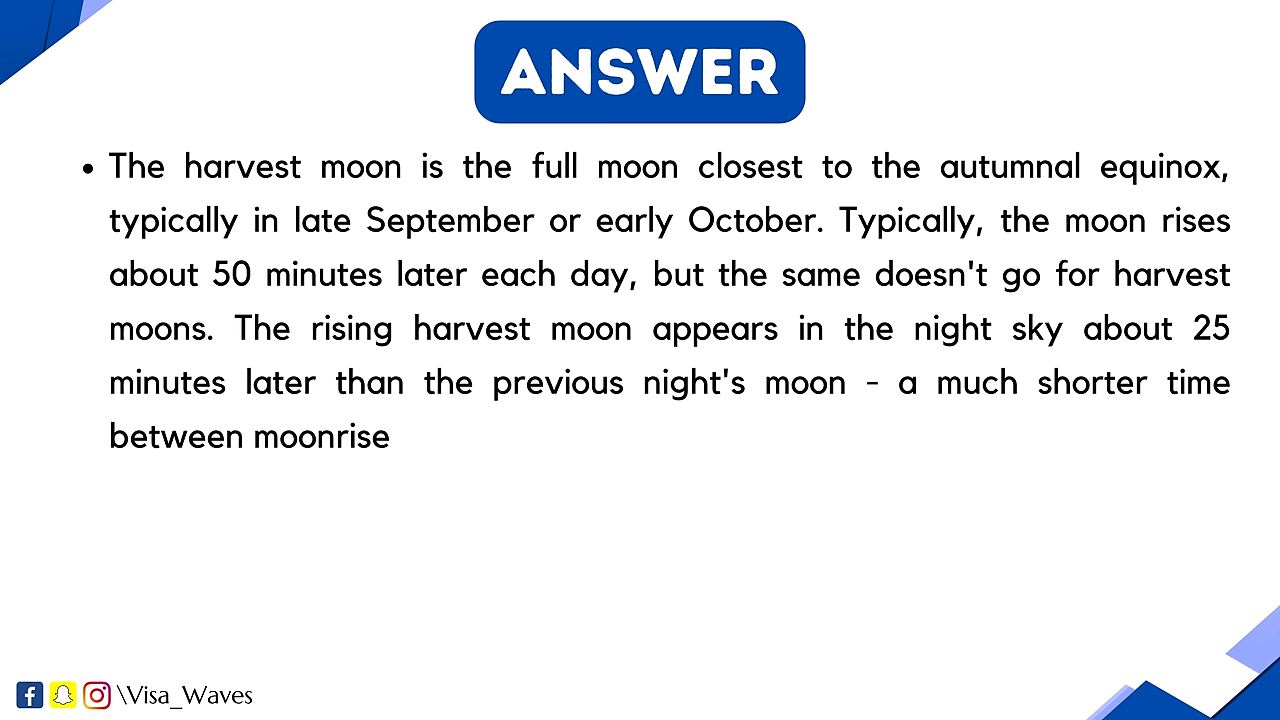 ANSWER
• The harvest moon is the full moon closest to the autumnal equinox,
typically in late September or early October. Typically, the moon rises
about 50 minutes later each day, but the same doesn't go for harvest
moons. The rising harvest moon appears in the night sky about 25
minutes later than the previous night's moon - a much shorter time
between moonrise
\Visa_Waves